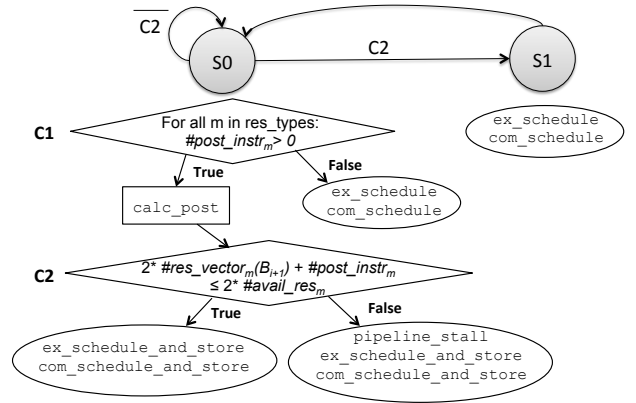 C2
S0
C2
S1
C1
For all m in res_types:
#post_instrₘ> 0
ex_schedule
com_schedule
True
False
calc_post
ex_schedule
com_schedule
C2
2* #res_vectorₘ(Bᵢ₊₁) + #post_instrₘ
≤ 2* #avail_resₘ
True
False
ex_schedule_and_store
com_schedule_and_store
pipeline_stall
ex_schedule_and_store
com_schedule_and_store